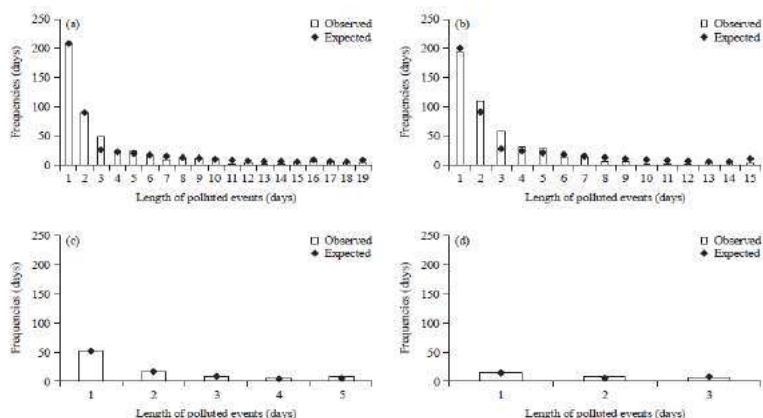 (a)
Observed
Expected
Frequencies (days)
250
200
150
100
50
0
1 2 3 4 5 6 7 8 9 10 11 12 13 14 15 16 17 18 19
Length of polluted events (days)
(b)
Observed
Expected
Frequencies (days)
250
200
150
100
50
0
1 2 3 4 5 6 7 8 9 10 11 12 13 14 15
Length of polluted events (days)
(c)
Observed
Expected
Frequencies (days)
250
200
150
100
50
0
1 2 3 4 5
Length of polluted events (days)
(d)
Observed
Expected
Frequencies (days)
250
200
150
100
50
0
1 2 3
Length of polluted events (days)